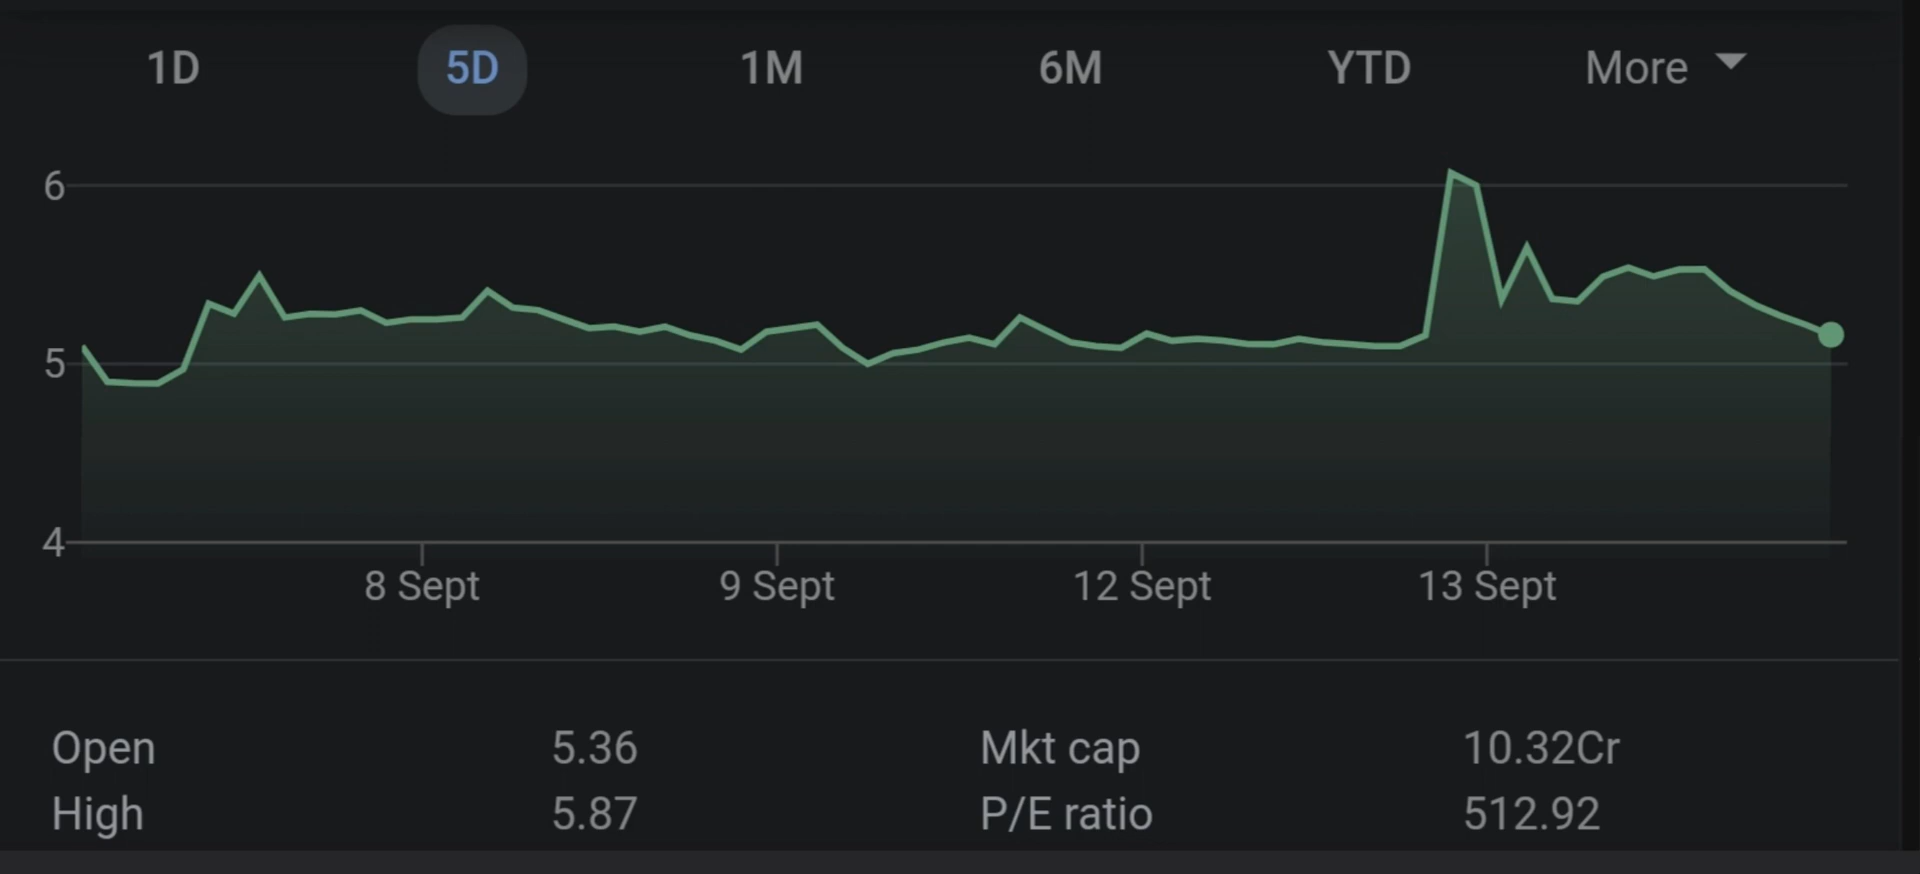 1D 5D 1M 6M YTD More
6
5
4
8 Sept 9 Sept 12 Sept 13 Sept
Open 5.36 Mkt cap 10.32Cr
High 5.87 P/E ratio 512.92